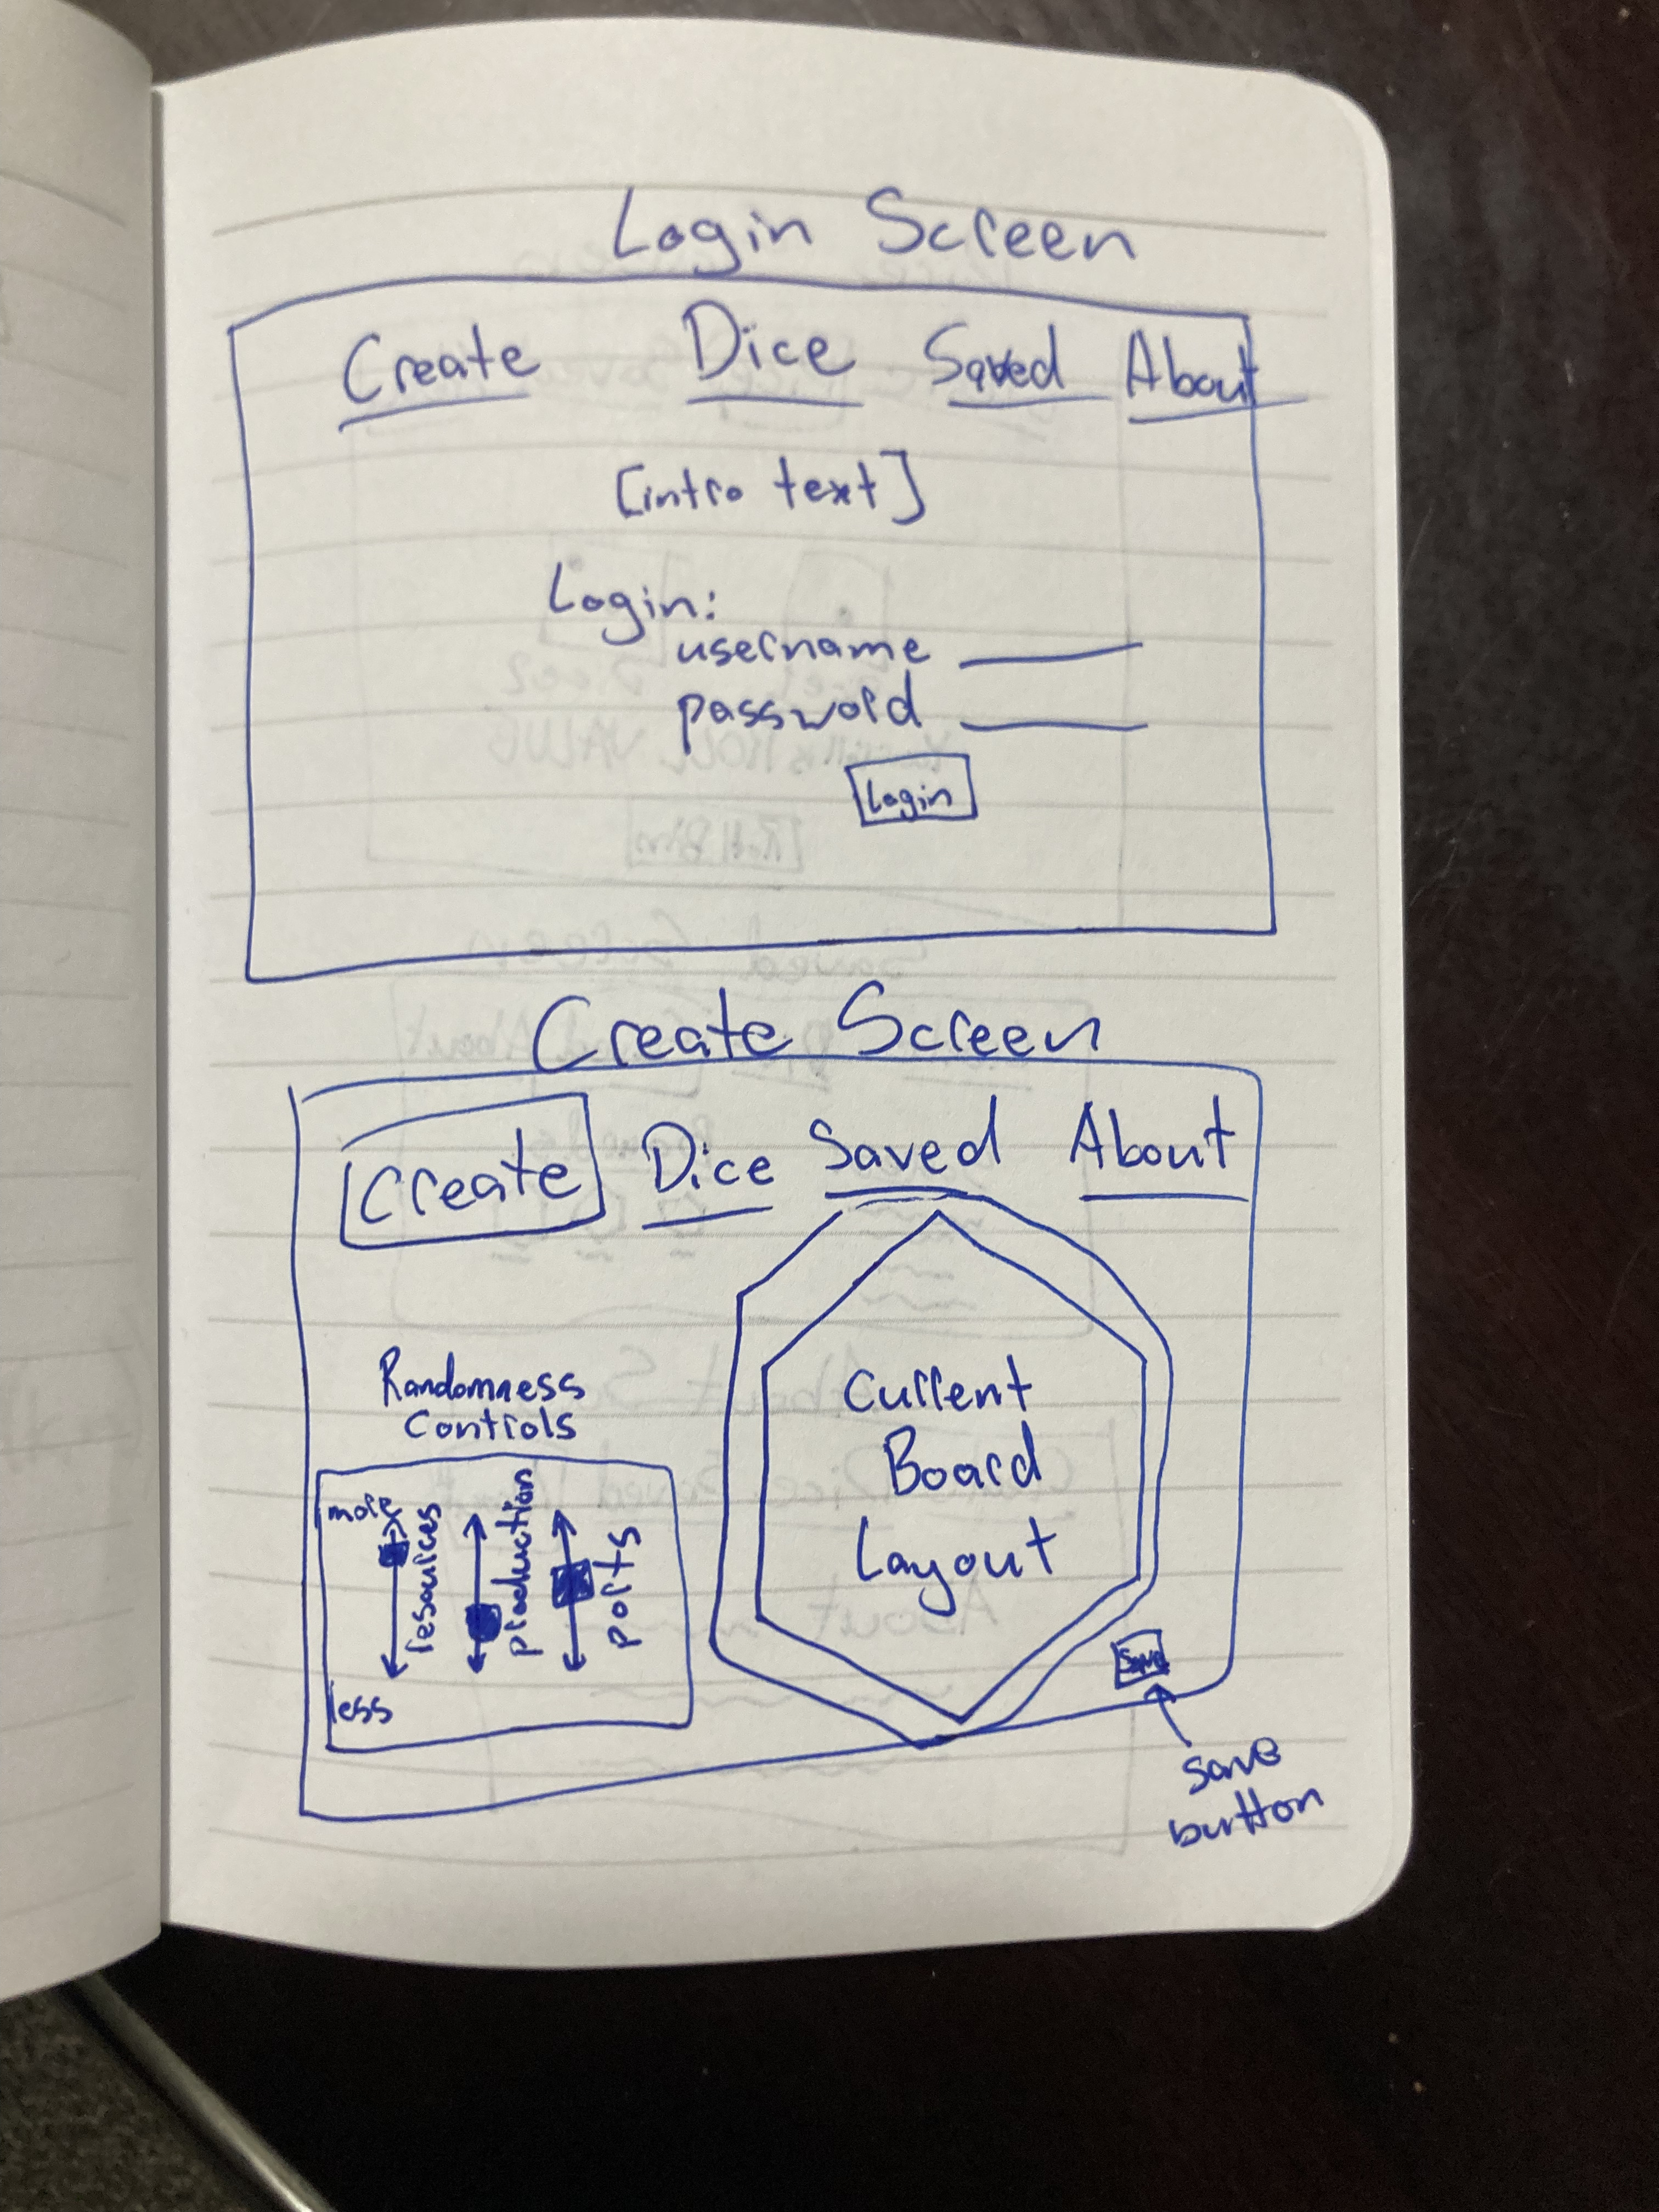 Login Screen
Create Dice Saved About
[intro text]
Login:
username
password
Login
Create Screen
Create Dice Saved About
Randomness
Controls
more
resources
production
ports
less
Current
Board
Layout
save
button